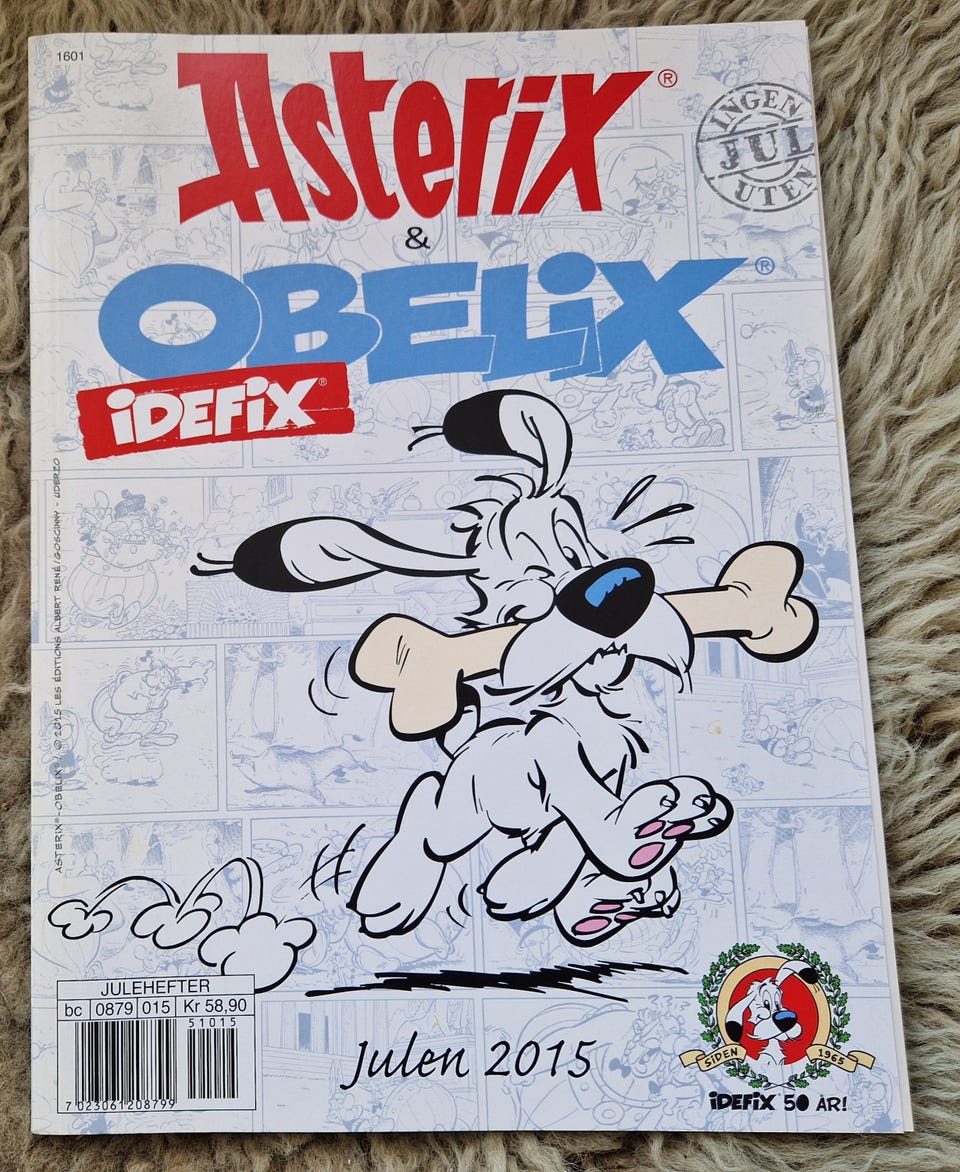 1601
Asterix®
&
OBELIX®
iDEFiX®
INGEN
JUL
UTEN
ASTERIX®-OBELIX® / © 2015 LES ÉDITIONS ALBERT RENÉ/GOSCINNY - UDERZO
JULEHEFTER
bc 0879 015 Kr 58,90
51015
7 023061 208799
Julen 2015
SIDEN 1965
iDEFiX 50 ÅR!